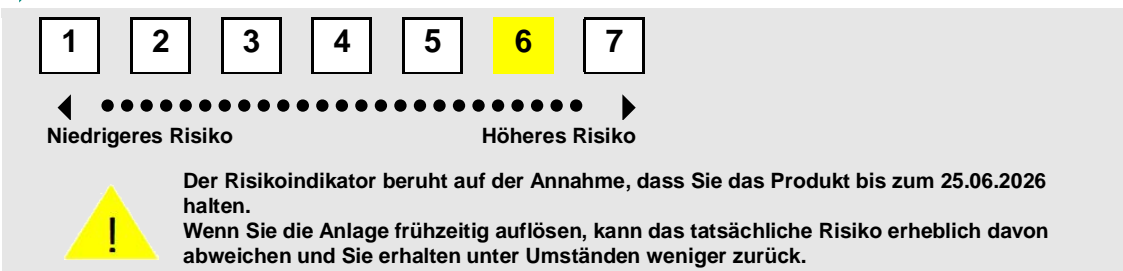 1 2 3 4 5 6 7
Niedrigeres Risiko Höheres Risiko
Der Risikoindikator beruht auf der Annahme, dass Sie das Produkt bis zum 25.06.2026
halten.
! Wenn Sie die Anlage frühzeitig auflösen, kann das tatsächliche Risiko erheblich davon
abweichen und Sie erhalten unter Umständen weniger zurück.